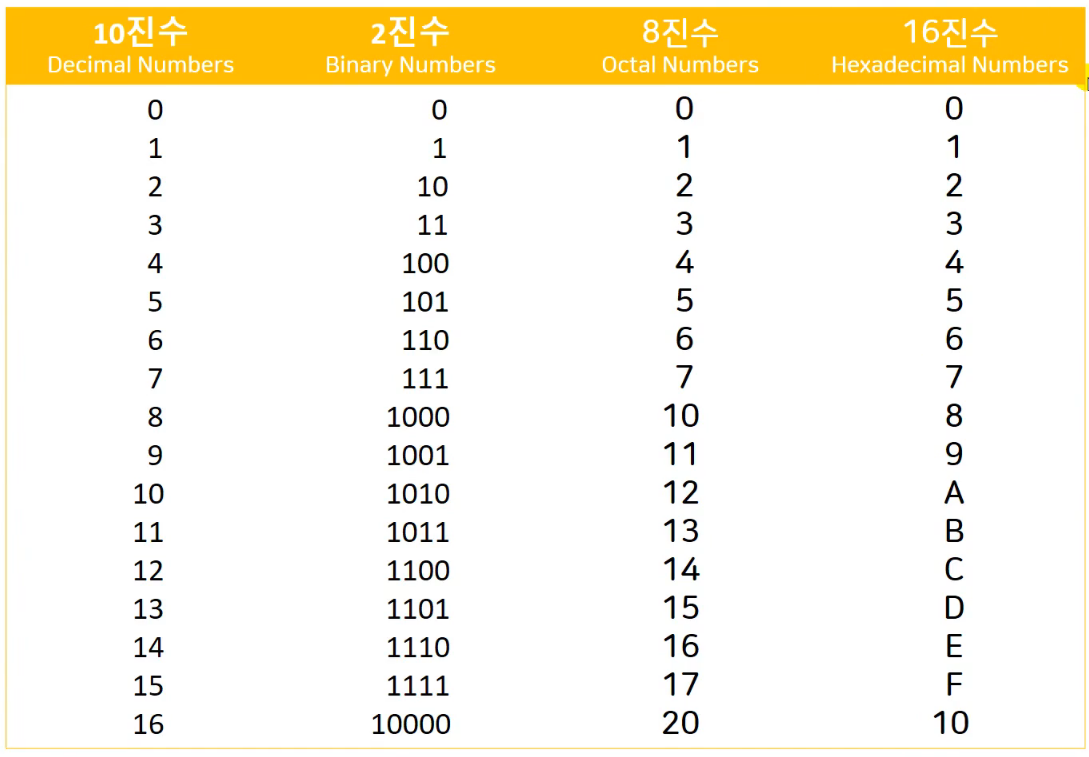 10진수 2진수 8진수 16진수
Decimal Numbers Binary Numbers Octal Numbers Hexadecimal Numbers
0 0 0 0
1 1 1 1
2 10 2 2
3 11 3 3
4 100 4 4
5 101 5 5
6 110 6 6
7 111 7 7
8 1000 10 8
9 1001 11 9
10 1010 12 A
11 1011 13 B
12 1100 14 C
13 1101 15 D
14 1110 16 E
15 1111 17 F
16 10000 20 10